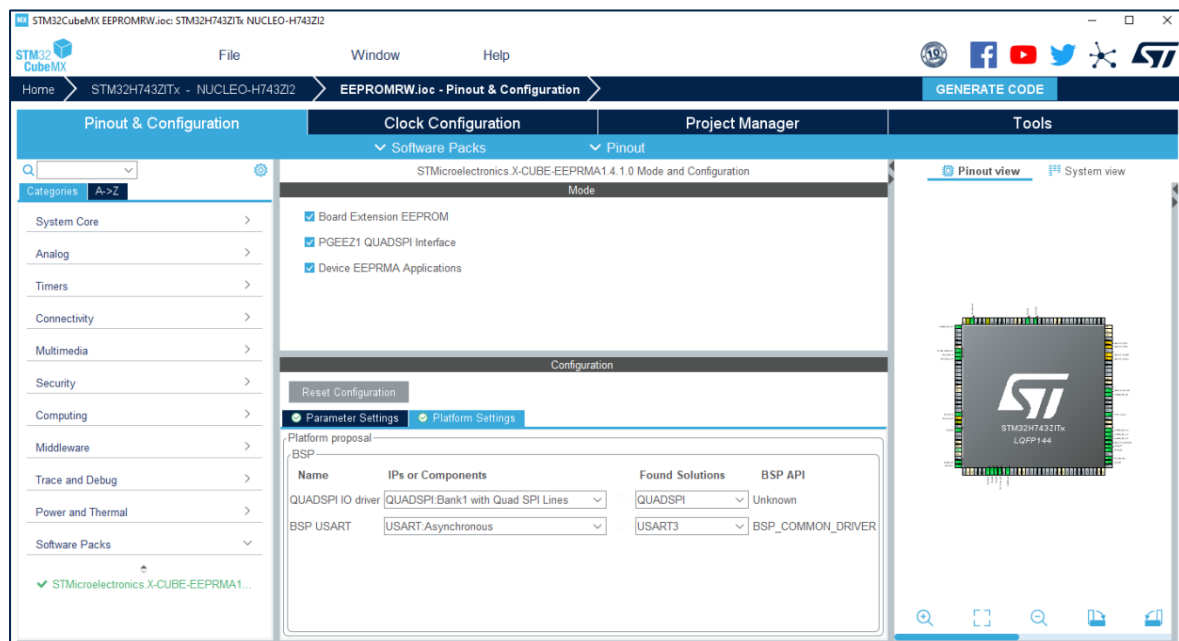 MX STM32CubeMX EEPROMRW.ioc: STM32H743ZITx NUCLEO-H743ZI2
STM32 CubeMX
File Window Help
10
Home STM32H743ZITx - NUCLEO-H743ZI2 EEPROMRW.ioc - Pinout & Configuration GENERATE CODE
Pinout & Configuration Clock Configuration Project Manager Tools
Software Packs Pinout
STMicroelectronics.X-CUBE-EEPRMA1.4.1.0 Mode and Configuration
Pinout view System view
Categories A->Z
Mode
System Core
Analog
Timers
Connectivity
Multimedia
Security
Computing
Middleware
Trace and Debug
Power and Thermal
Software Packs
STMicroelectronics.X-CUBE-EEPRMA1...
Board Extension EEPROM
PGEEZ1 QUADSPI Interface
Device EEPRMA Applications
Configuration
Reset Configuration
Parameter Settings Platform Settings
Platform proposal
BSP
Name IPs or Components Found Solutions BSP API
QUADSPI IO driver QUADSPI:Bank1 with Quad SPI Lines QUADSPI Unknown
BSP USART USART:Asynchronous USART3 BSP_COMMON_DRIVER
ST
STM32H743ZITx
LQFP144